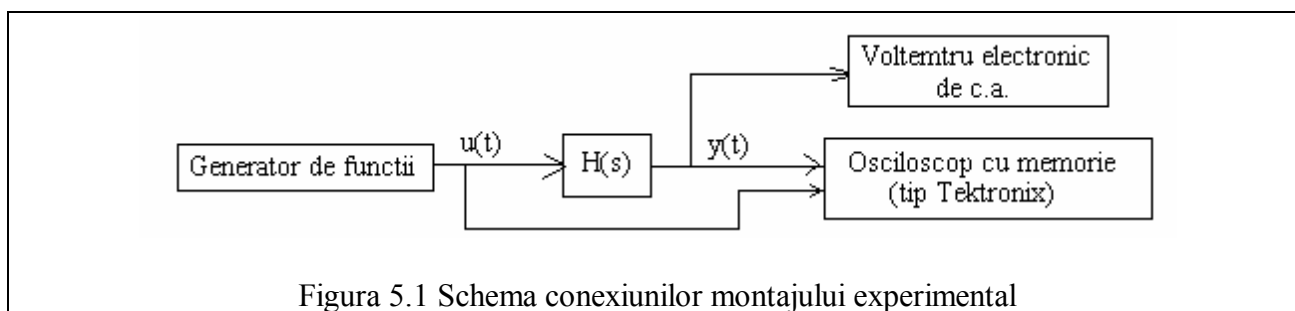 Voltemtru electronic
de c.a.
u(t)
y(t)
Generator de functii
H(s)
Osciloscop cu memorie
(tip Tektronix)
Figura 5.1 Schema conexiunilor montajului experimental